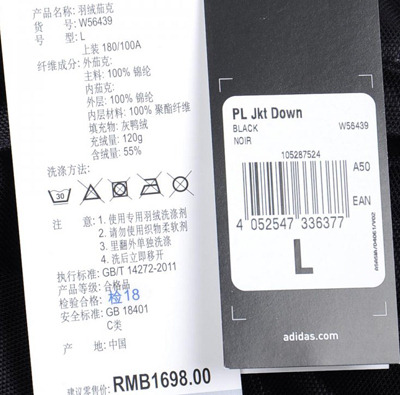 产品名称: 羽绒茄克
货 号: W56439
号 型: L
上装 180/100A
纤维成分: 外茄克:
主料: 100% 锦纶
内茄克:
外层: 100% 锦纶
内层材料: 100% 聚酯纤维
填充物: 灰鸭绒
充绒量: 120g
含绒量: 55%
洗涤方法:
30
注 意: 1. 使用专用羽绒洗涤剂
2. 请勿使用织物柔软剂
3. 里翻外单独洗涤
4. 洗后立即移开
执行标准: GB/T 14272-2011
产品等级: 合格品
检验合格: 检18
安全标准: GB 18401
C类
产 地: 中国
建议零售价: RMB1698.00
PL Jkt Down
BLACK W56439
NOIR
105287524
A50
EAN
4 052547 336377
L
adidas.com